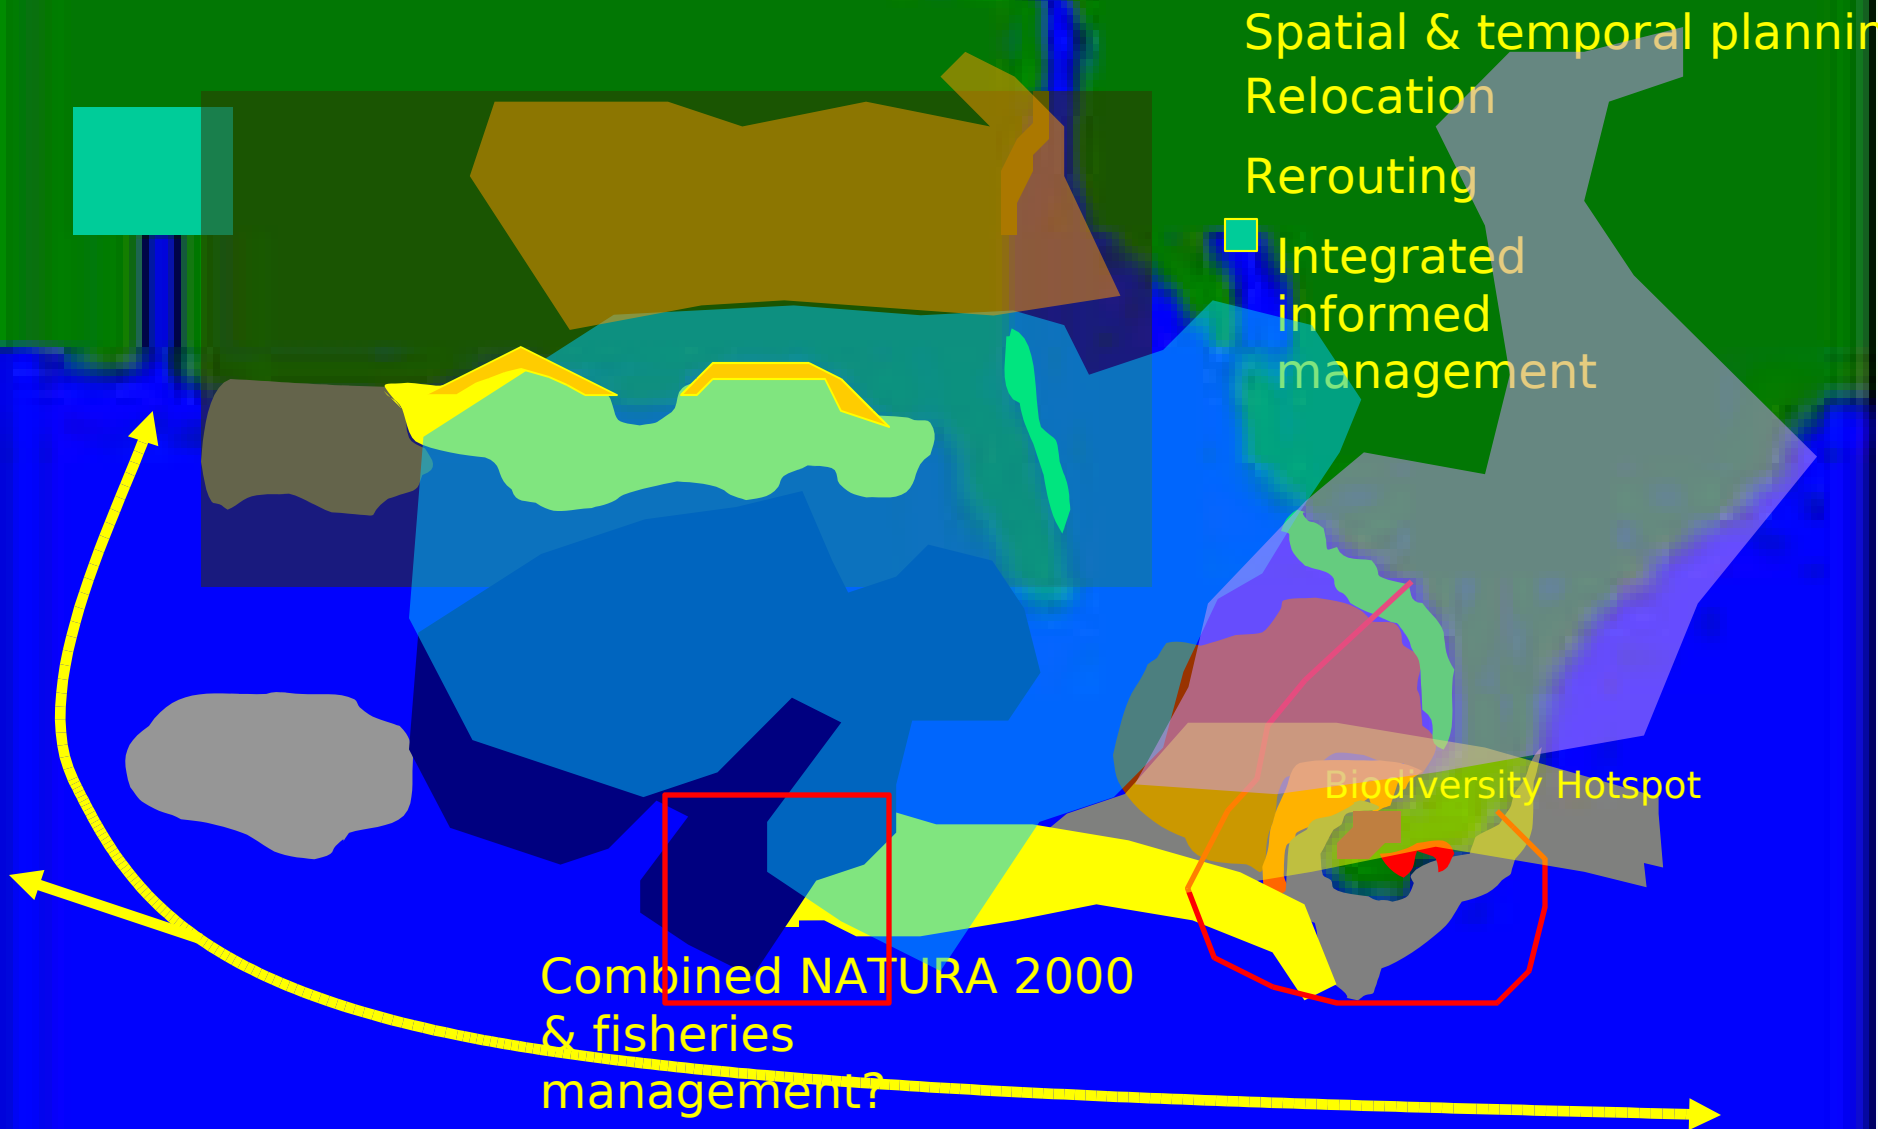 Spatial & temporal plannin
Relocation
Rerouting
Integrated
informed
management
Biodiversity Hotspot
Combined NATURA 2000
& fisheries
management?